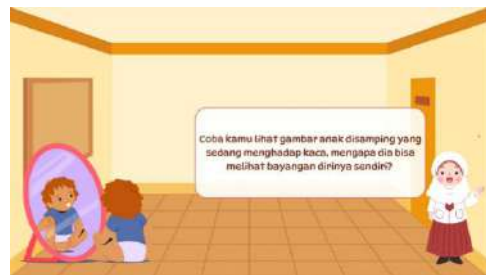 Coba kamu lihat gambar anak disamping yang
sedang menghadap kaca, mengapa dia bisa
melihat bayangan dirinya sendiri?